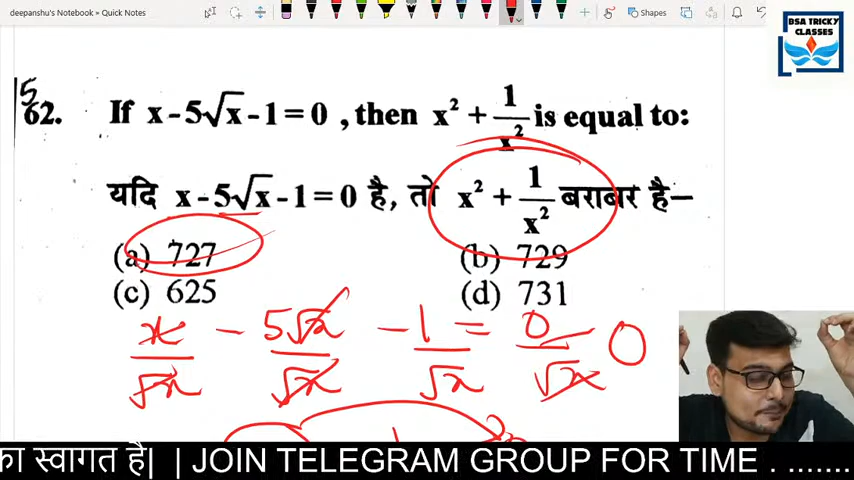 deepanshu's Notebook » Quick Notes
Shapes
BSA TRICKY
CLASSES
5
62. If x - 5√x - 1 = 0 , then x² + 1/x² is equal to:
यदि x - 5√x - 1 = 0 है, तो x² + 1/x² बराबर है–
(a) 727 (b) 729
(c) 625 (d) 731
x/√x - 5√x/√x - 1/√x = 0/√x 0
का स्वागत है| | JOIN TELEGRAM GROUP FOR TIME . .......